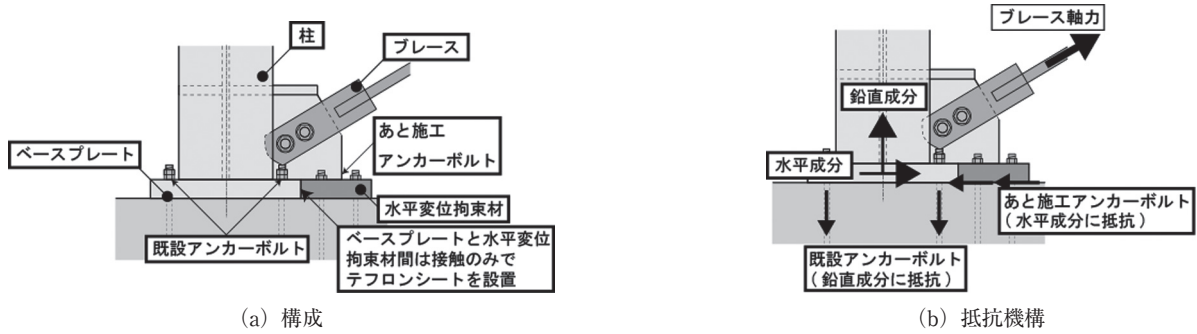 柱
ブレース
ベースプレート
あと施工
アンカーボルト
水平変位拘束材
既設アンカーボルト
ベースプレートと水平変位
拘束材間は接触のみで
テフロンシートを設置
(a) 構成
ブレース軸力
鉛直成分
水平成分
あと施工アンカーボルト
(水平成分に抵抗)
既設アンカーボルト
(鉛直成分に抵抗)
(b) 抵抗機構